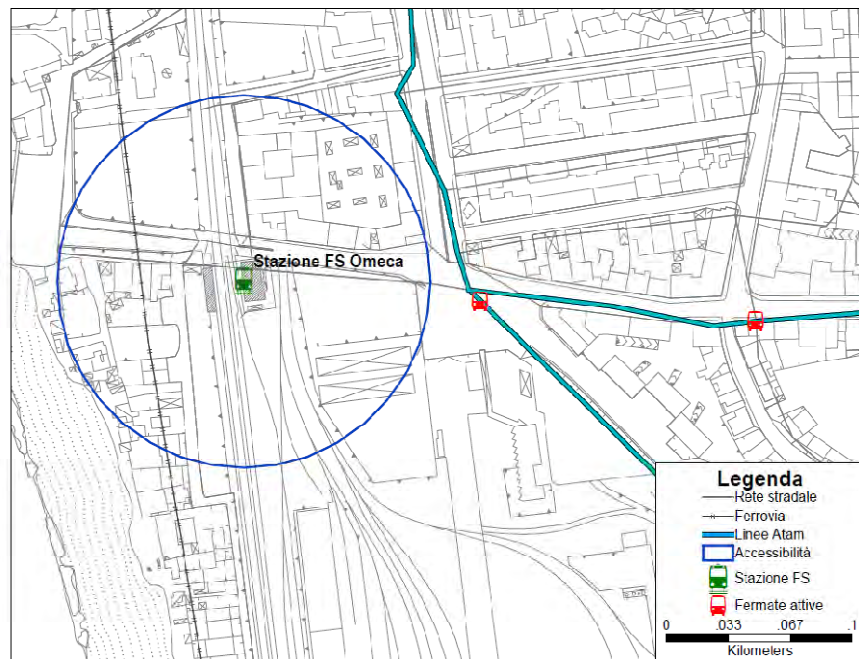 Stazione FS Omeca
Legenda
Rete stradale
Ferrovia
Linee Atam
Accessibilità
Stazione FS
Fermate attive
0 .033 .067 .1
Kilometers